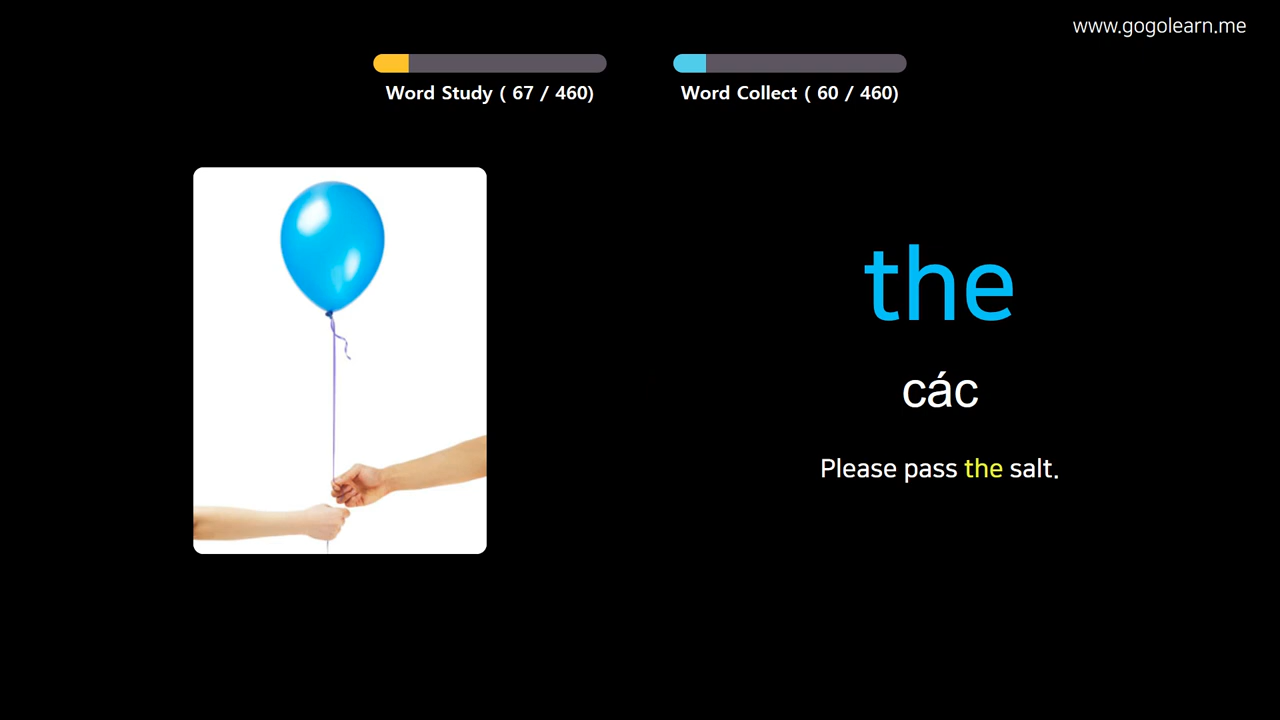 www.gogolearn.me
Word Study ( 67 / 460)
Word Collect ( 60 / 460)
the
các
Please pass the salt.